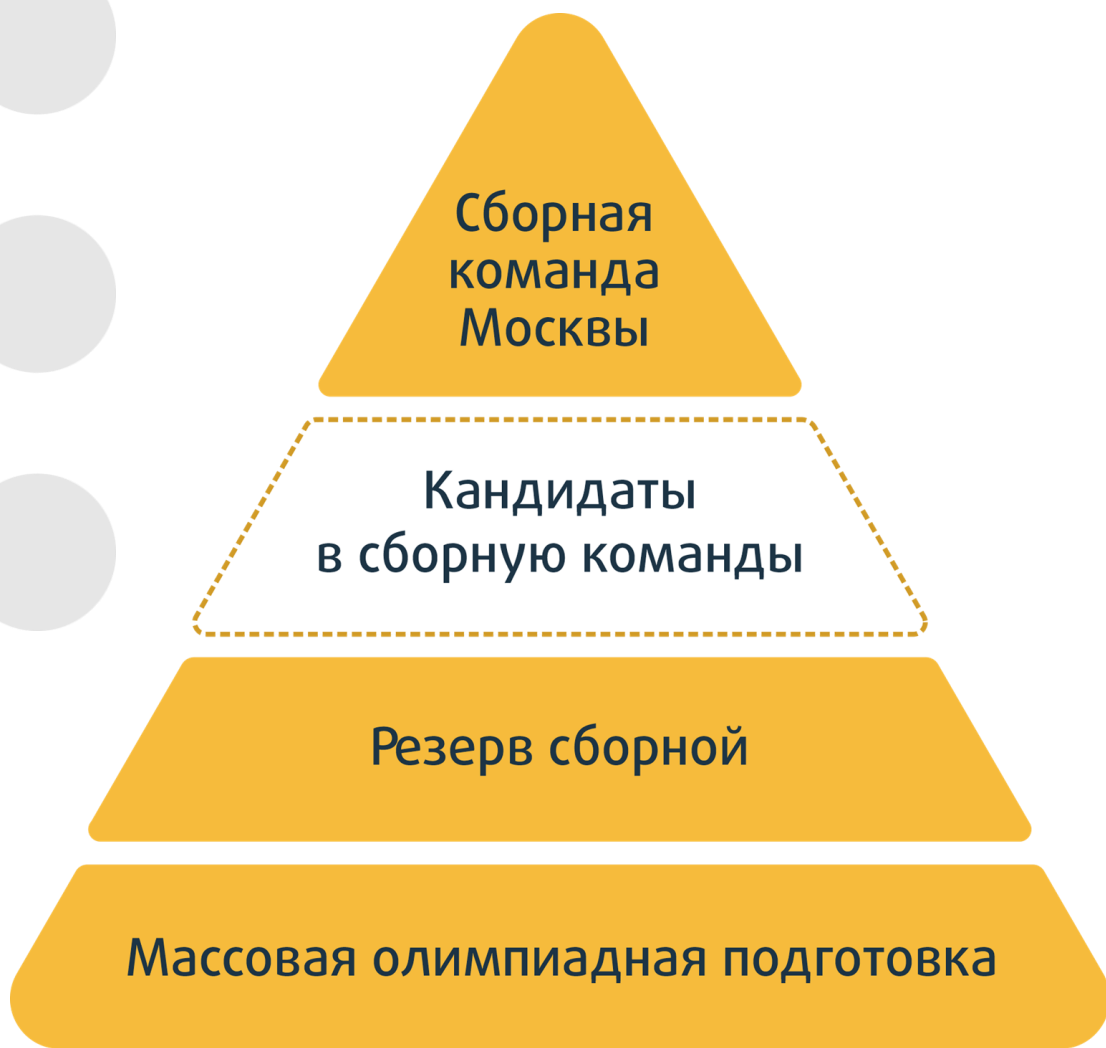 Сборная
команда
Москвы
Кандидаты
в сборную команды
Резерв сборной
Массовая олимпиадная подготовка